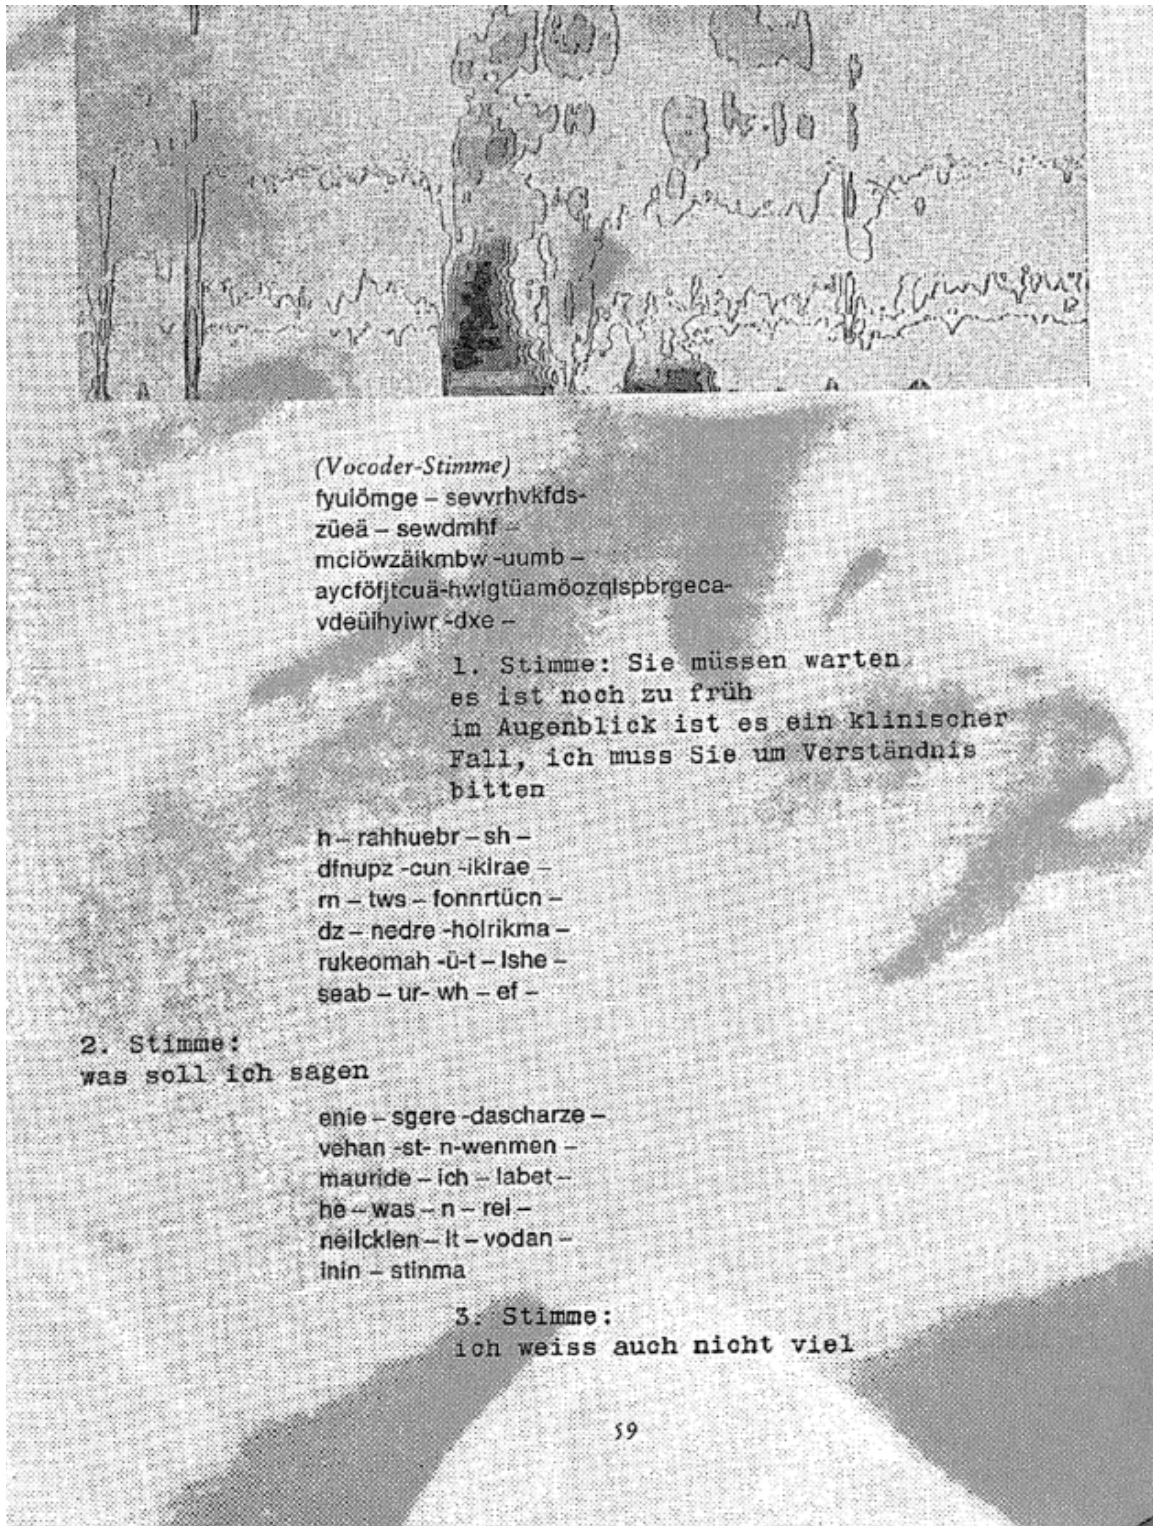 (Vocoder-Stimme)
fyulömge – sevvrhvkfds-
züeä – sewdmhf –
mclöwzäikmbw -uumb –
aycföfjtcuä-hwlgtüamöozqlspbrgeca-
vdeüihyiwr -dxe –
1. Stimme: Sie müssen warten
es ist noch zu früh
im Augenblick ist es ein klinischer
Fall, ich muss Sie um Verständnis
bitten
h – rahhuebr – sh –
dfnupz -cun -iklrae –
rn – tws – fonnrtücn –
dz – nedre -holrikma –
rukeomah -ü-t – lshe –
seab – ur- wh – ef –
2. Stimme:
was soll ich sagen
enie – sgere -dascharze –
vehan -st- n-wenmen –
mauride – ich – labet –
he – was – n – rei –
neilcklen – it – vodan –
inin – stinma
3. Stimme:
ich weiss auch nicht viel
59